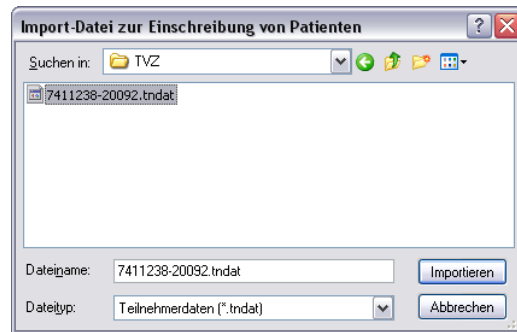 Import-Datei zur Einschreibung von Patienten
Suchen in: TVZ
7411238-20092.tndat
Dateiname: 7411238-20092.tndat Importieren
Dateityp: Teilnehmerdaten (*.tndat) Abbrechen